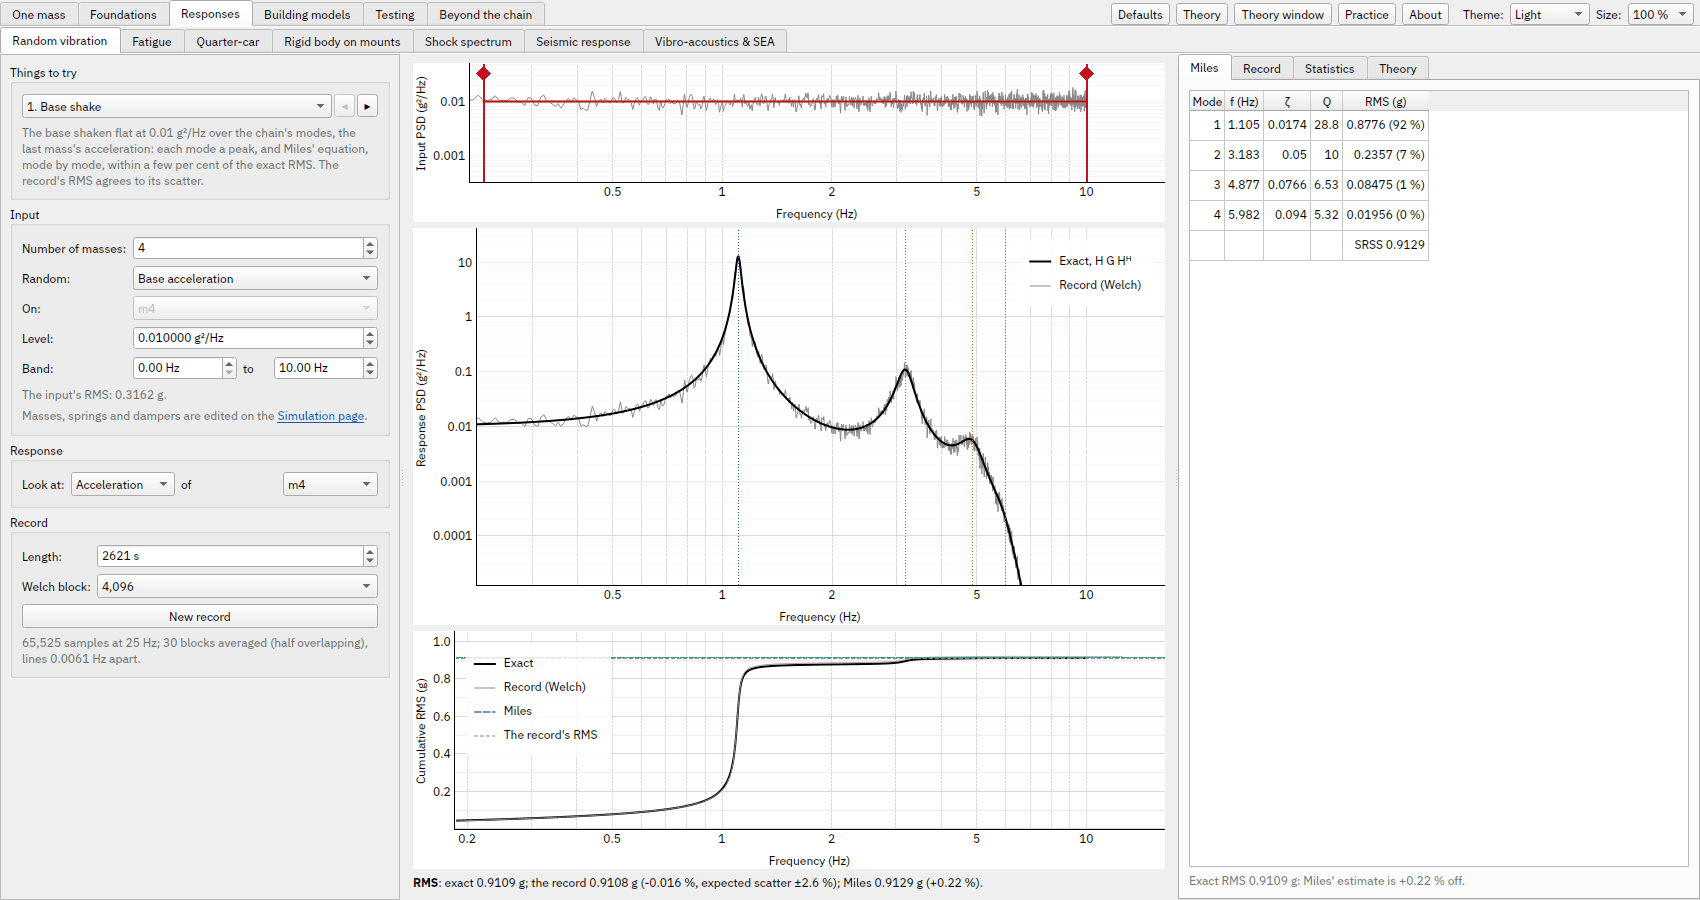 One mass Foundations Responses Building models Testing Beyond the chain Defaults Theory Theory window Practice About Theme: Light Size: 100 %
Random vibration Fatigue Quarter-car Rigid body on mounts Shock spectrum Seismic response Vibro-acoustics & SEA
Things to try
1. Base shake
The base shaken flat at 0.01 g²/Hz over the chain's modes, the
last mass's acceleration: each mode a peak, and Miles' equation,
mode by mode, within a few per cent of the exact RMS. The
record's RMS agrees to its scatter.
Input
Number of masses: 4
Random: Base acceleration
On: m4
Level: 0.010000 g²/Hz
Band: 0.00 Hz to 10.00 Hz
The input's RMS: 0.3162 g.
Masses, springs and dampers are edited on the Simulation page.
Response
Look at: Acceleration of m4
Record
Length: 2621 s
Welch block: 4,096
New record
65,525 samples at 25 Hz; 30 blocks averaged (half overlapping),
lines 0.0061 Hz apart.
Input PSD (g²/Hz)
0.01
0.001
0.5 1 2 5 10
Frequency (Hz)
Response PSD (g²/Hz)
10
1
0.1
0.01
0.001
0.0001
Exact, H G Hᴴ
Record (Welch)
0.5 1 2 5 10
Frequency (Hz)
Cumulative RMS (g)
1.0
0.8
0.6
0.4
0.2
Exact
Record (Welch)
Miles
The record's RMS
0.2 0.5 1 2 5 10
Frequency (Hz)
RMS: exact 0.9109 g; the record 0.9108 g (-0.016 %, expected scatter ±2.6 %); Miles 0.9129 g (+0.22 %).
Miles Record Statistics Theory
Mode f (Hz) ζ Q RMS (g)
1 1.105 0.0174 28.8 0.8776 (92 %)
2 3.183 0.05 10 0.2357 (7 %)
3 4.877 0.0766 6.53 0.08475 (1 %)
4 5.982 0.094 5.32 0.01956 (0 %)
SRSS 0.9129
Exact RMS 0.9109 g: Miles' estimate is +0.22 % off.